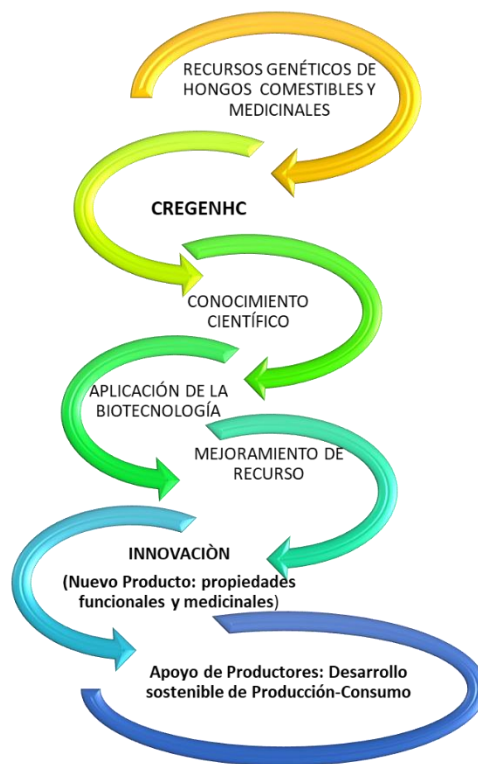 RECURSOS GENÉTICOS DE
HONGOS COMESTIBLES Y
MEDICINALES
CREGENHC
CONOCIMIENTO
CIENTÍFICO
APLICACIÓN DE LA
BIOTECNOLOGÍA
MEJORAMIENTO DE
RECURSO
INNOVACIÒN
(Nuevo Producto: propiedades
funcionales y medicinales)
Apoyo de Productores: Desarrollo
sostenible de Producción-Consumo